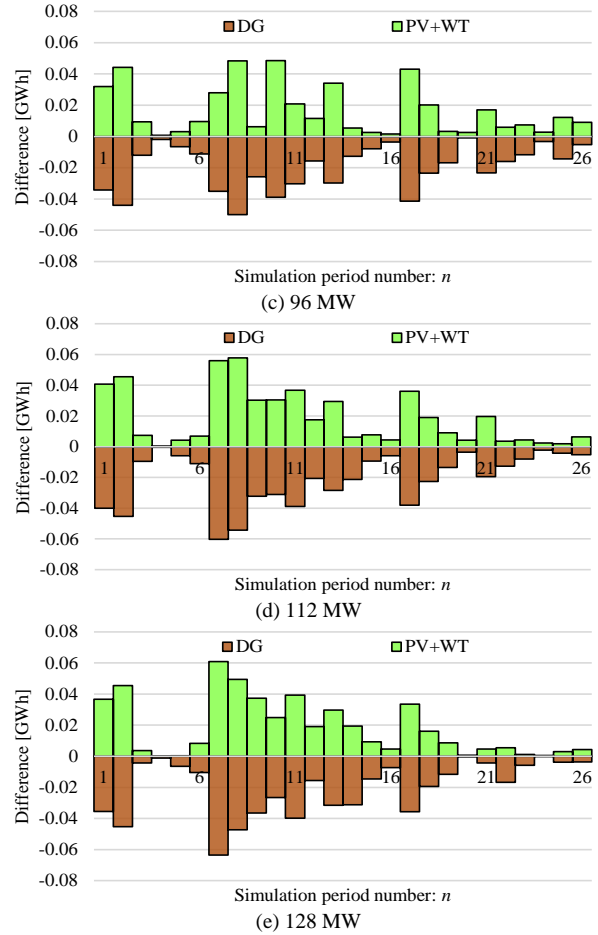 0.08
DG PV+WT
0.06
0.04
0.02
0
-0.02
-0.04
-0.06
-0.08
Difference [GWh]
1 6 11 16 21 26
Simulation period number: n
(c) 96 MW
0.08
DG PV+WT
0.06
0.04
0.02
0
-0.02
-0.04
-0.06
-0.08
Difference [GWh]
1 6 11 16 21 26
Simulation period number: n
(d) 112 MW
0.08
DG PV+WT
0.06
0.04
0.02
0
-0.02
-0.04
-0.06
-0.08
Difference [GWh]
1 6 11 16 21 26
Simulation period number: n
(e) 128 MW